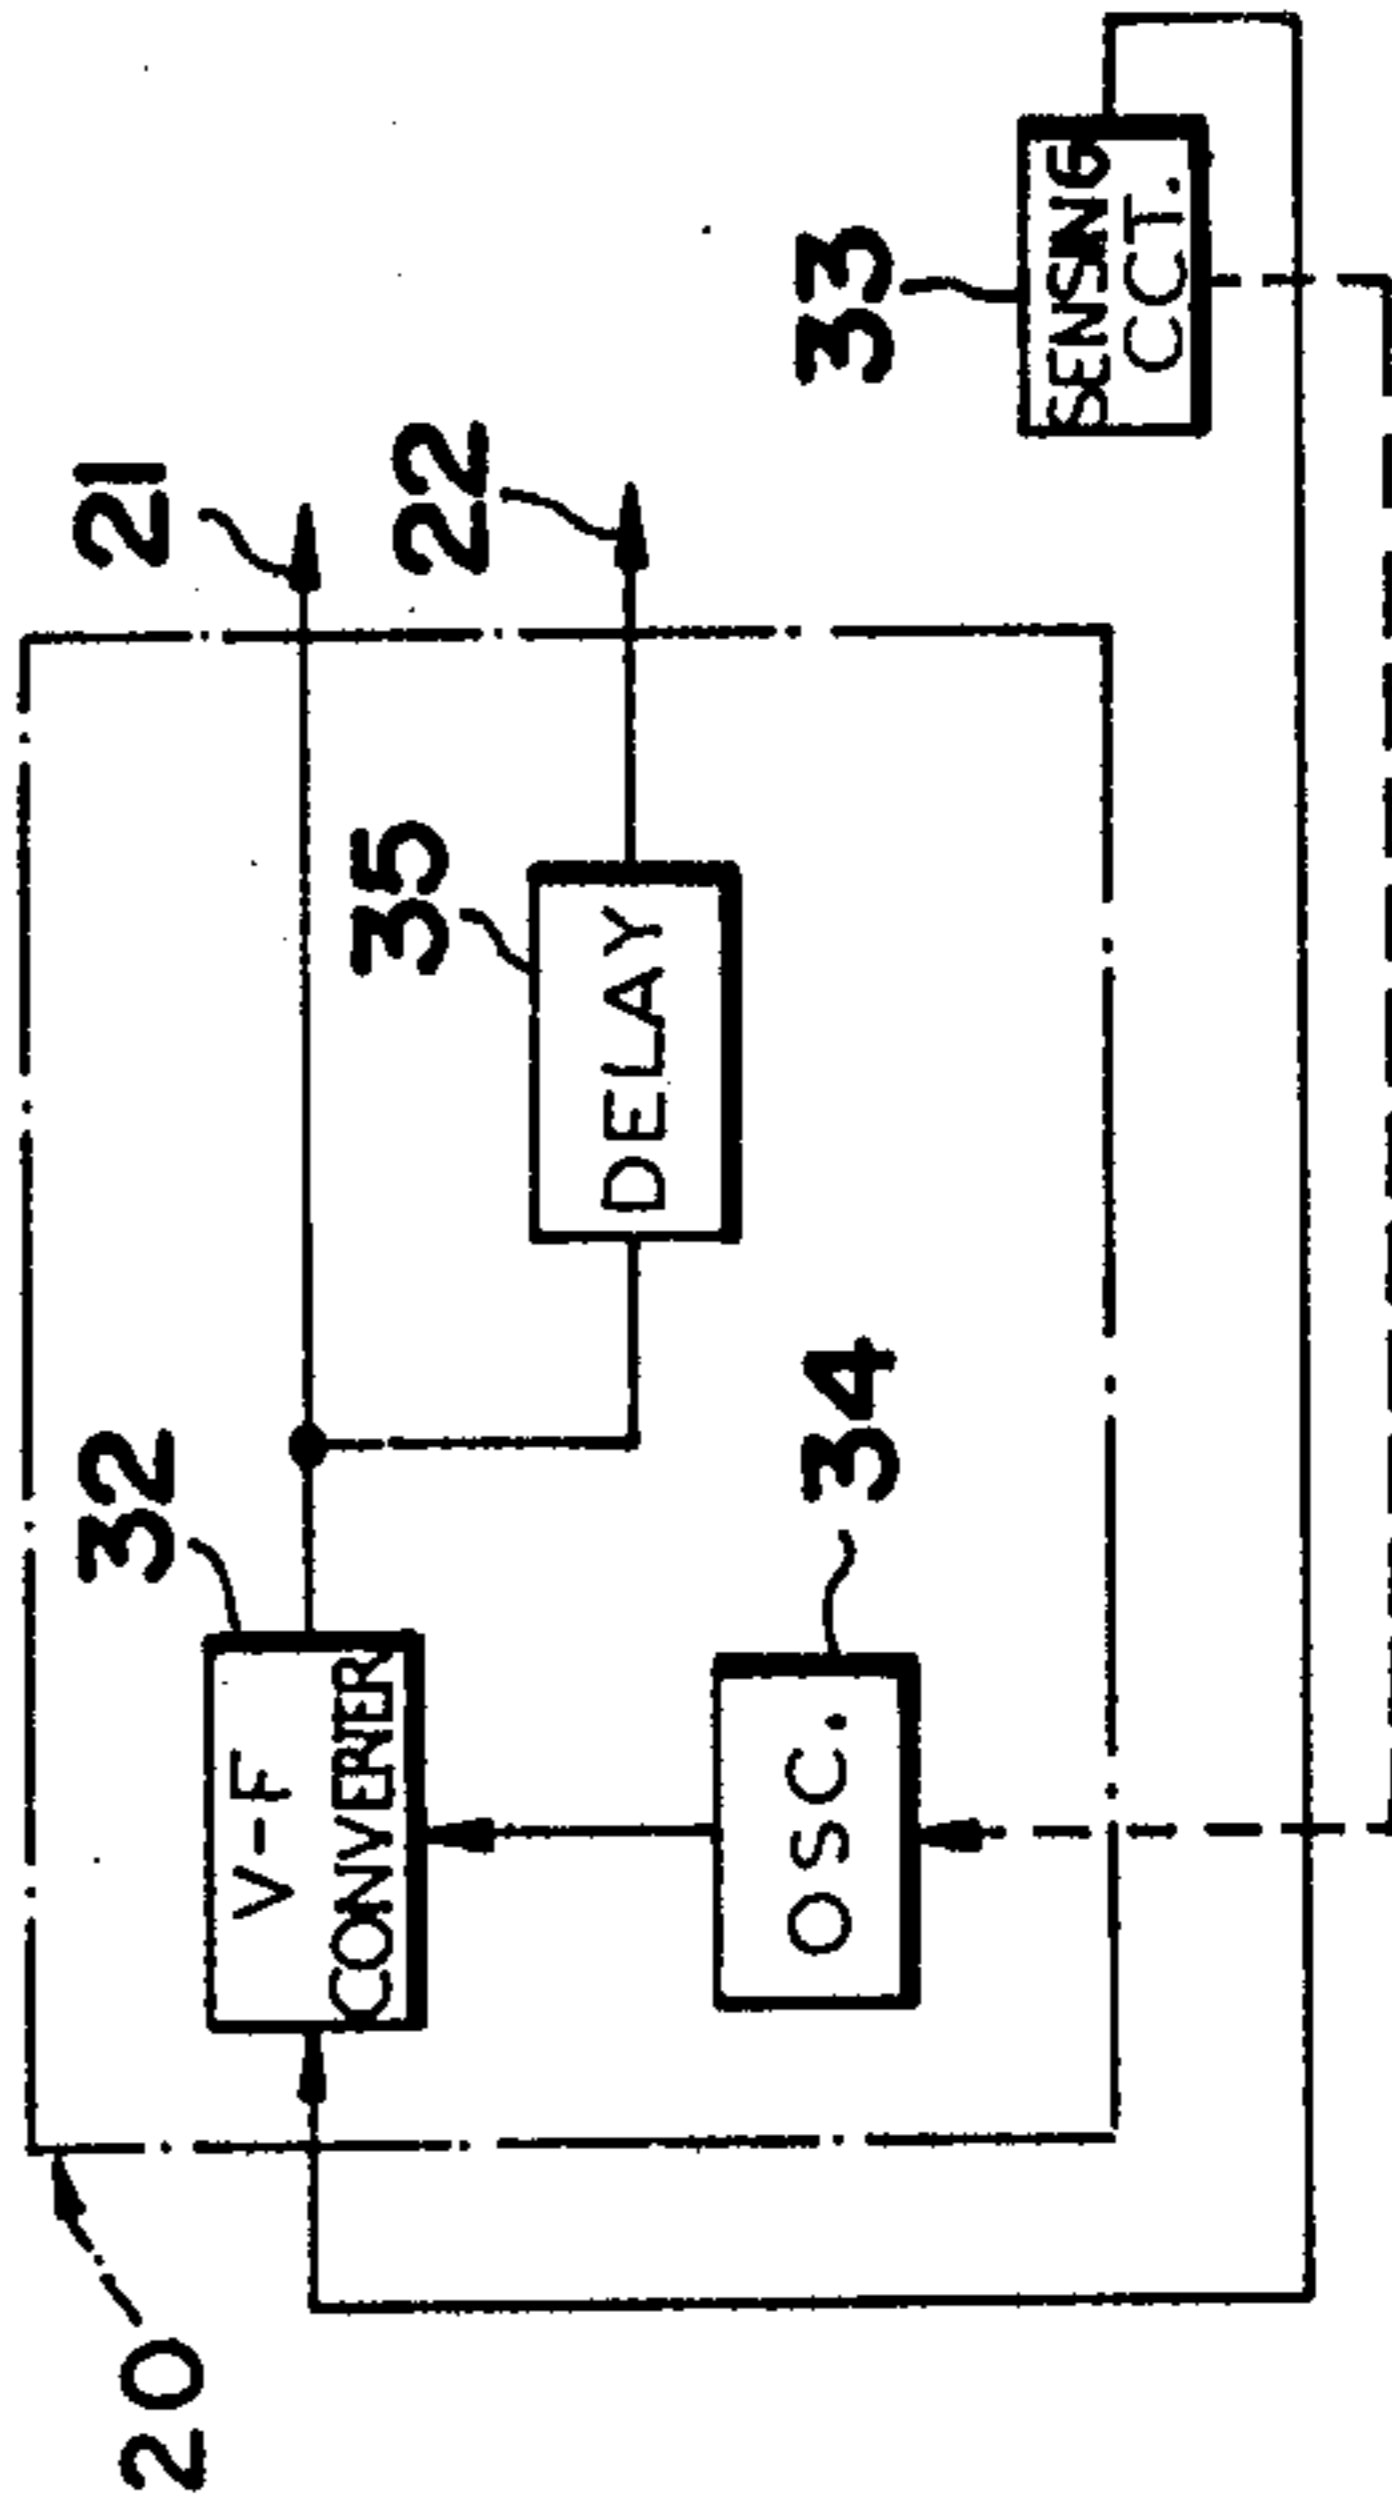 20
32
21
V-F
CONVERTER
35
22
DELAY
OSC.
34
33
SENSING
CCT.